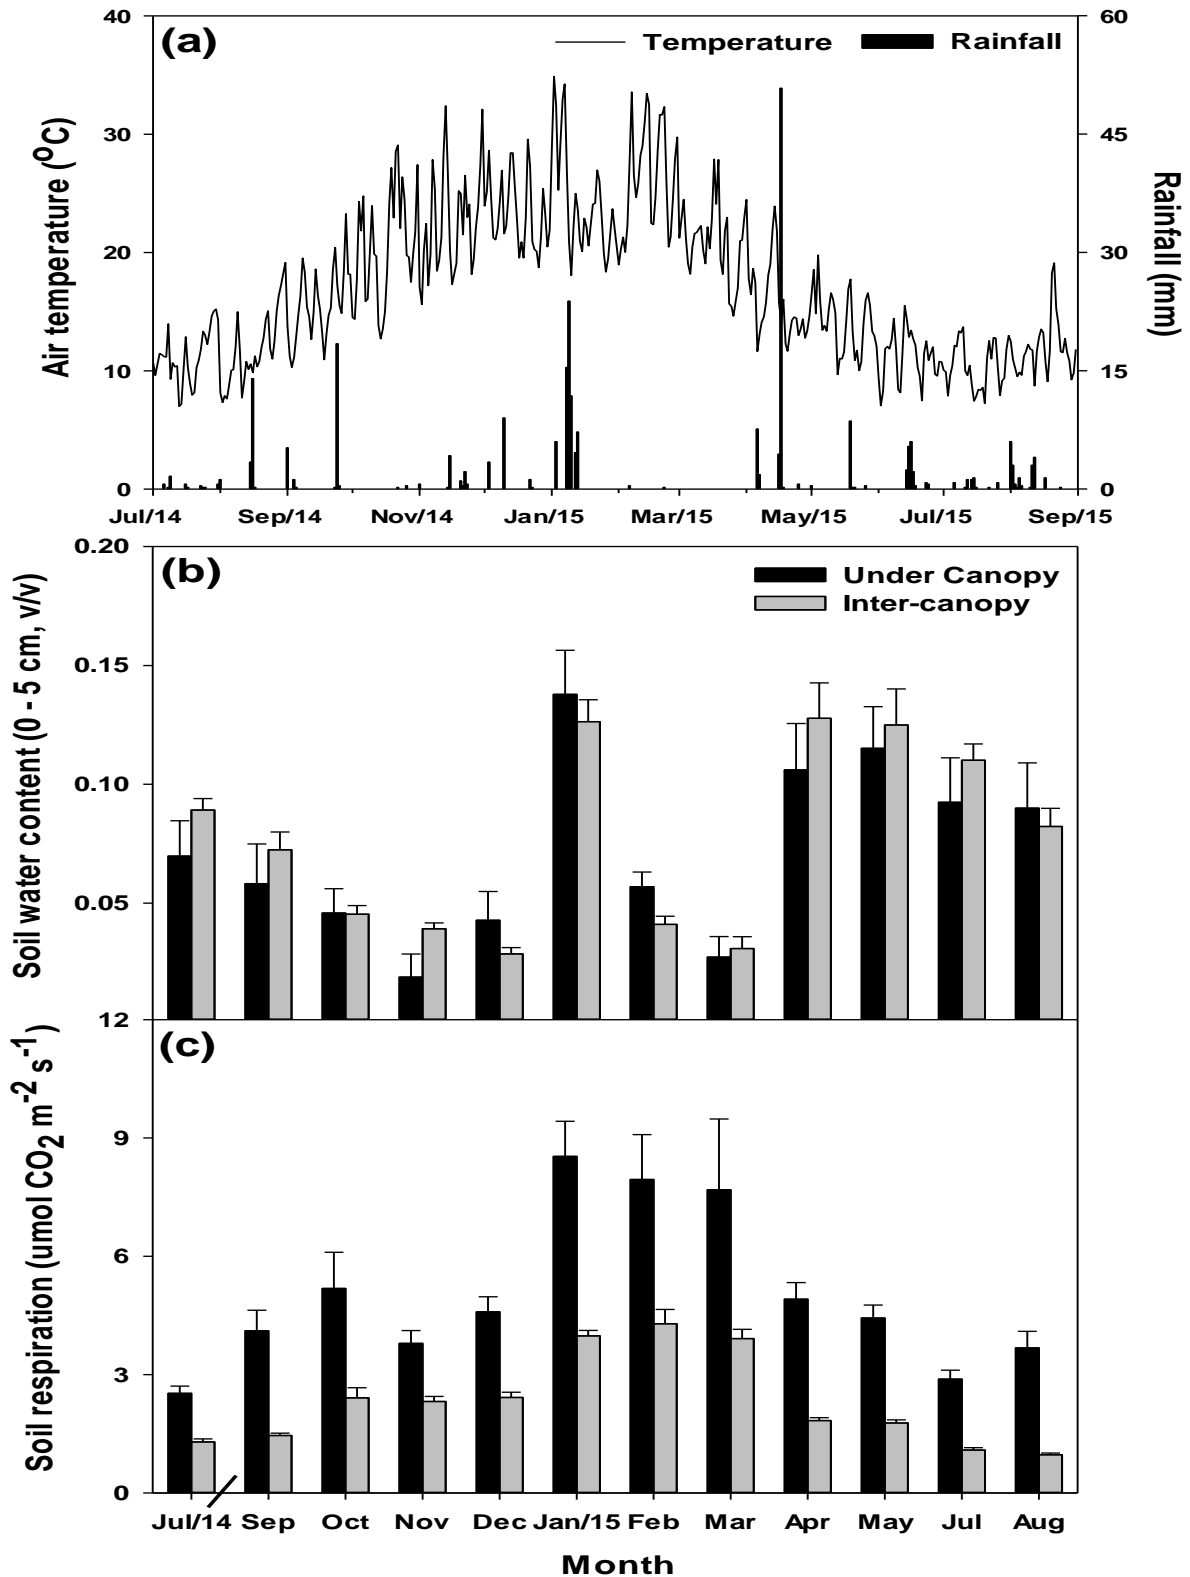 (a)
Temperature Rainfall
40
30
20
10
0
Air temperature (ºC)
60
45
30
15
0
Rainfall (mm)
Jul/14 Sep/14 Nov/14 Jan/15 Mar/15 May/15 Jul/15 Sep/15
(b)
Under Canopy
Inter-canopy
0.20
0.15
0.10
0.05
Soil water content (0 - 5 cm, v/v)
(c)
12
9
6
3
0
Soil respiration (umol CO2 m-2 s-1)
Jul/14 Sep Oct Nov Dec Jan/15 Feb Mar Apr May Jul Aug
Month